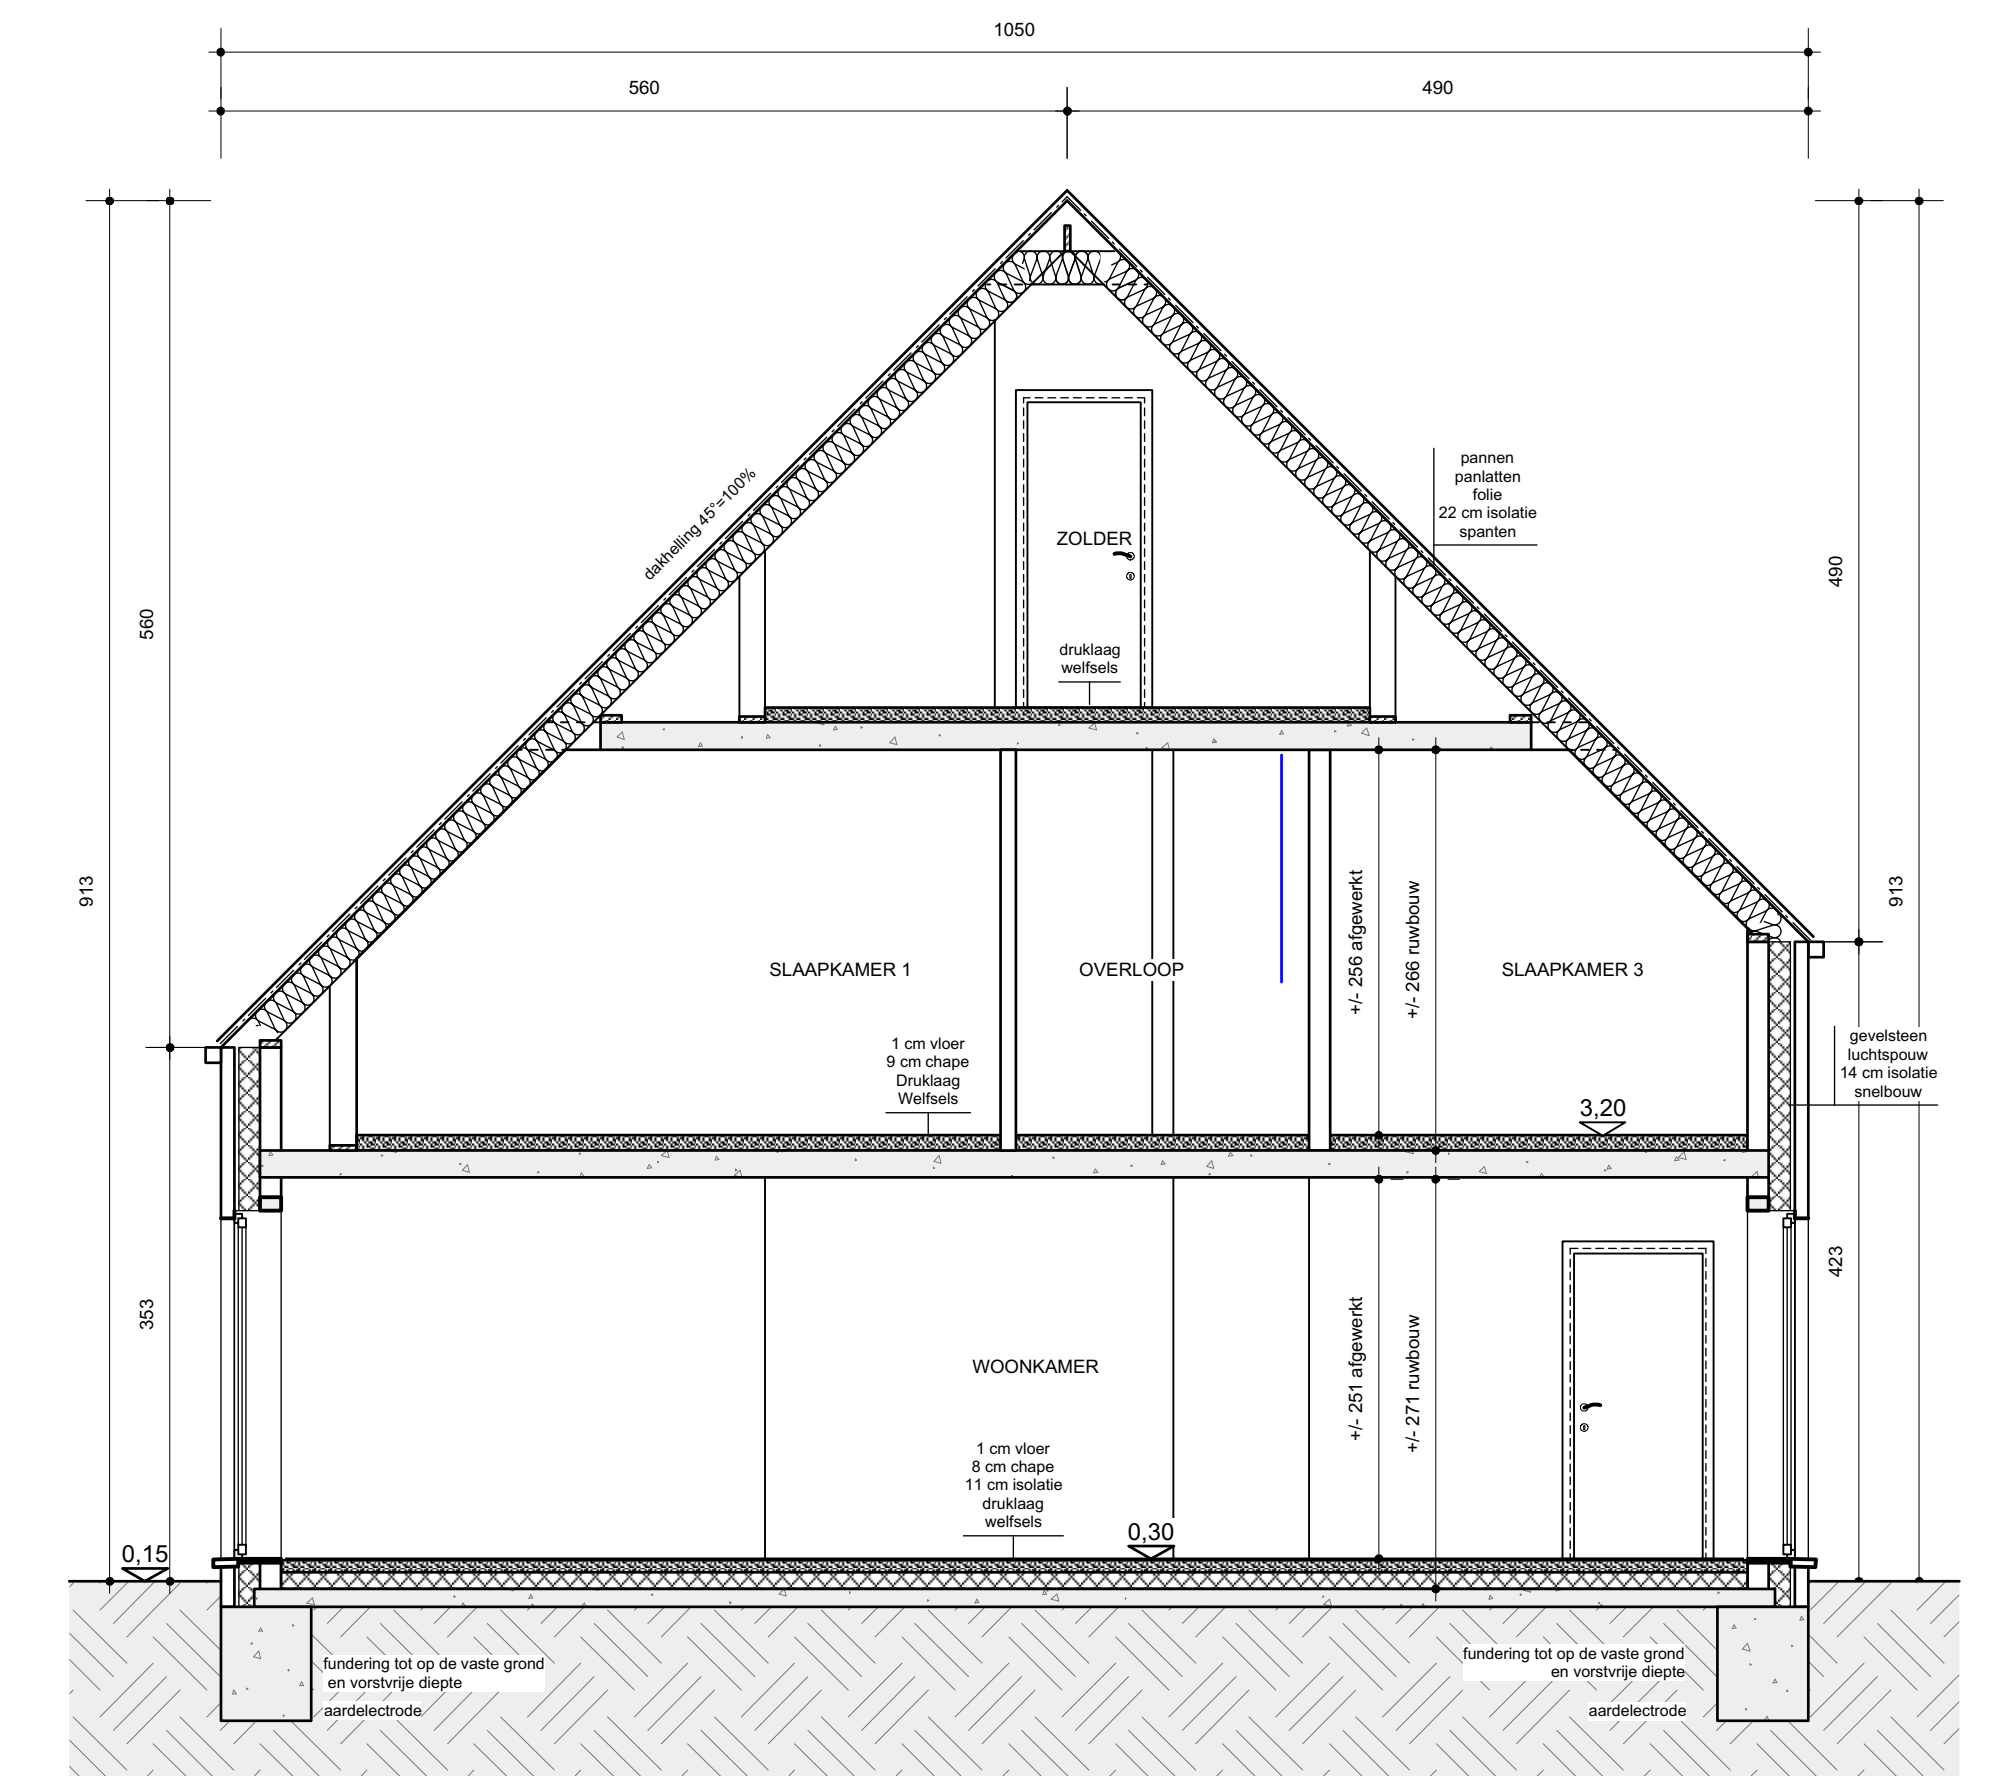 1050
560
490
dakhelling 45°=100%
pannen
panlatten
folie
22 cm isolatie
spanten
ZOLDER
druklaag
welfsels
560
490
913
913
+/- 256 afgewerkt
+/- 266 ruwbouw
SLAAPKAMER 1
OVERLOOP
SLAAPKAMER 3
1 cm vloer
9 cm chape
Druklaag
Welfsels
gevelsteen
luchtspouw
14 cm isolatie
snelbouw
3,20
353
423
+/- 251 afgewerkt
+/- 271 ruwbouw
WOONKAMER
1 cm vloer
8 cm chape
11 cm isolatie
druklaag
welfsels
0,30
0,15
fundering tot op de vaste grond
en vorstvrije diepte
aardelectrode
fundering tot op de vaste grond
en vorstvrije diepte
aardelectrode